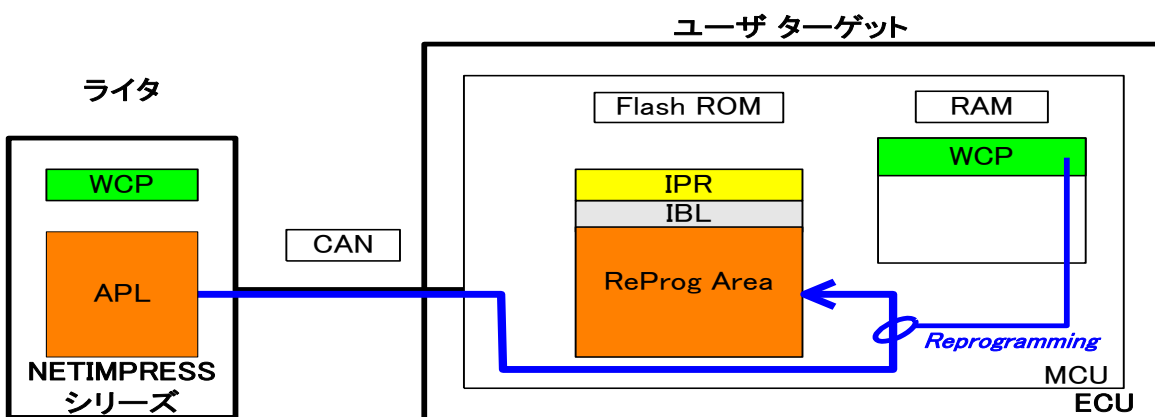 ユーザ ターゲット
ライタ
Flash ROM
RAM
WCP
WCP
IPR
IBL
CAN
APL
ReProg Area
Reprogramming
NETIMPRESS
シリーズ
MCU
ECU